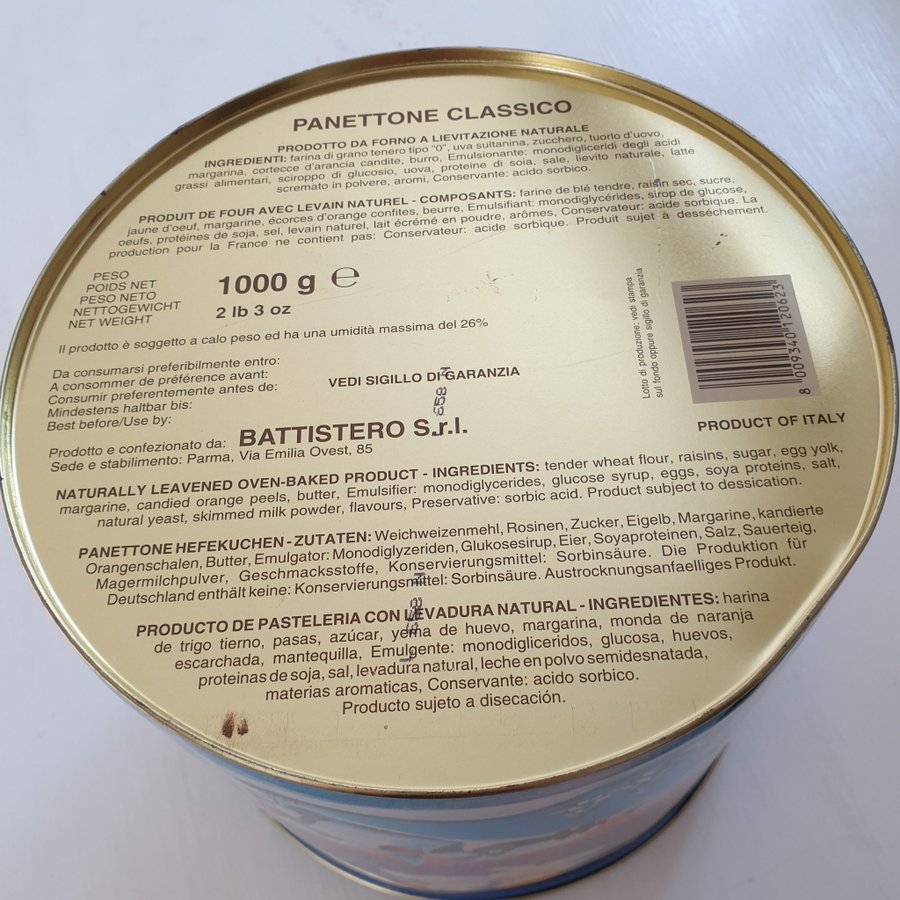 PANETTONE CLASSICO
PRODOTTO DA FORNO A LIEVITAZIONE NATURALE
INGREDIENTI: farina di grano tenero tipo "0", uva sultanina, zucchero, tuorlo d'uovo,
margarina, cortecce d'arancia candite, burro, Emulsionante: monodigliceridi degli acidi
grassi alimentari, sciroppo di glucosio, uova, proteine di soia, sale, lievito naturale, latte
scremato in polvere, aromi, Conservante: acido sorbico.
PRODUIT DE FOUR AVEC LEVAIN NATUREL - COMPOSANTS: farine de blé tendre, raisin sec, sucre,
jaune d'oeuf, margarine, écorces d'orange confites, beurre, Emulsifiant: monodiglycérides, sirop de glucose,
oeufs, protéines de soja, sel, levain naturel, lait écrémé en poudre, arômes, Conservateur: acide sorbique. La
production pour la France ne contient pas: Conservateur: acide sorbique. Produit sujet à desséchement.
PESO
POIDS NET
PESO NETO
NETTOGEWICHT
NET WEIGHT
1000 g ℮
2 lb 3 oz
Il prodotto è soggetto a calo peso ed ha una umidità massima del 26%
Da consumarsi preferibilmente entro:
A consommer de préférence avant:
Consumir preferentemente antes de:
Mindestens haltbar bis:
Best before/Use by:
VEDI SIGILLO DI GARANZIA
Lotto di produzione: vedi stampa
sul fondo oppure sigillo di garanzia
8 009340 120623
Prodotto e confezionato da: BATTISTERO S.r.l.
Sede e stabilimento: Parma, Via Emilia Ovest, 85
PRODUCT OF ITALY
NATURALLY LEAVENED OVEN-BAKED PRODUCT - INGREDIENTS: tender wheat flour, raisins, sugar, egg yolk,
margarine, candied orange peels, butter, Emulsifier: monodiglycerides, glucose syrup, eggs, soya proteins, salt,
natural yeast, skimmed milk powder, flavours, Preservative: sorbic acid. Product subject to dessication.
PANETTONE HEFEKUCHEN - ZUTATEN: Weichweizenmehl, Rosinen, Zucker, Eigelb, Margarine, kandierte
Orangenschalen, Butter, Emulgator: Monodiglyzeriden, Glukosesirup, Eier, Soyaproteinen, Salz, Sauerteig,
Magermilchpulver, Geschmacksstoffe, Konservierungsmittel: Sorbinsäure. Die Produktion für
Deutschland enthält keine: Konservierungsmittel: Sorbinsäure. Austrocknungsanfaelliges Produkt.
PRODUCTO DE PASTELERIA CON LEVADURA NATURAL - INGREDIENTES: harina
de trigo tierno, pasas, azúcar, yema de huevo, margarina, monda de naranja
escarchada, mantequilla, Emulgente: monodigliceridos, glucosa, huevos,
proteinas de soja, sal, levadura natural, leche en polvo semidesnatada,
materias aromaticas, Conservante: acido sorbico.
Producto sujeto a disecación.